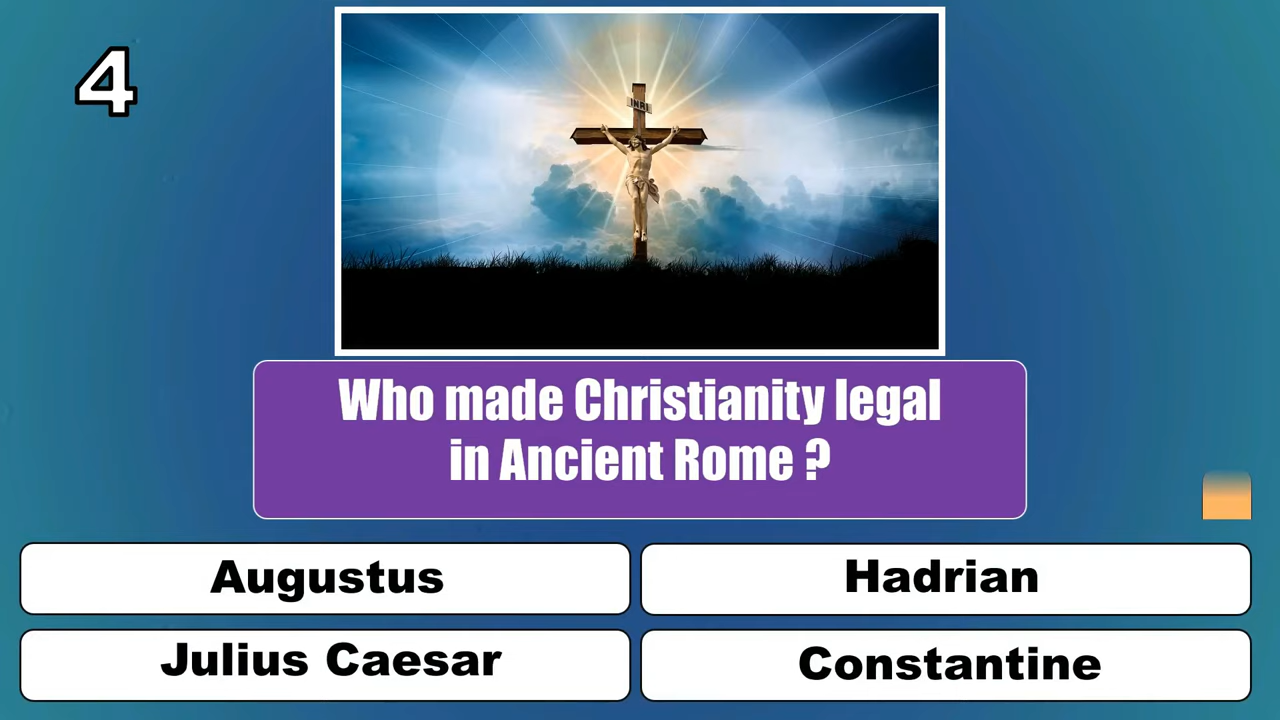 4
INRI
Who made Christianity legal
in Ancient Rome ?
Augustus
Hadrian
Julius Caesar
Constantine